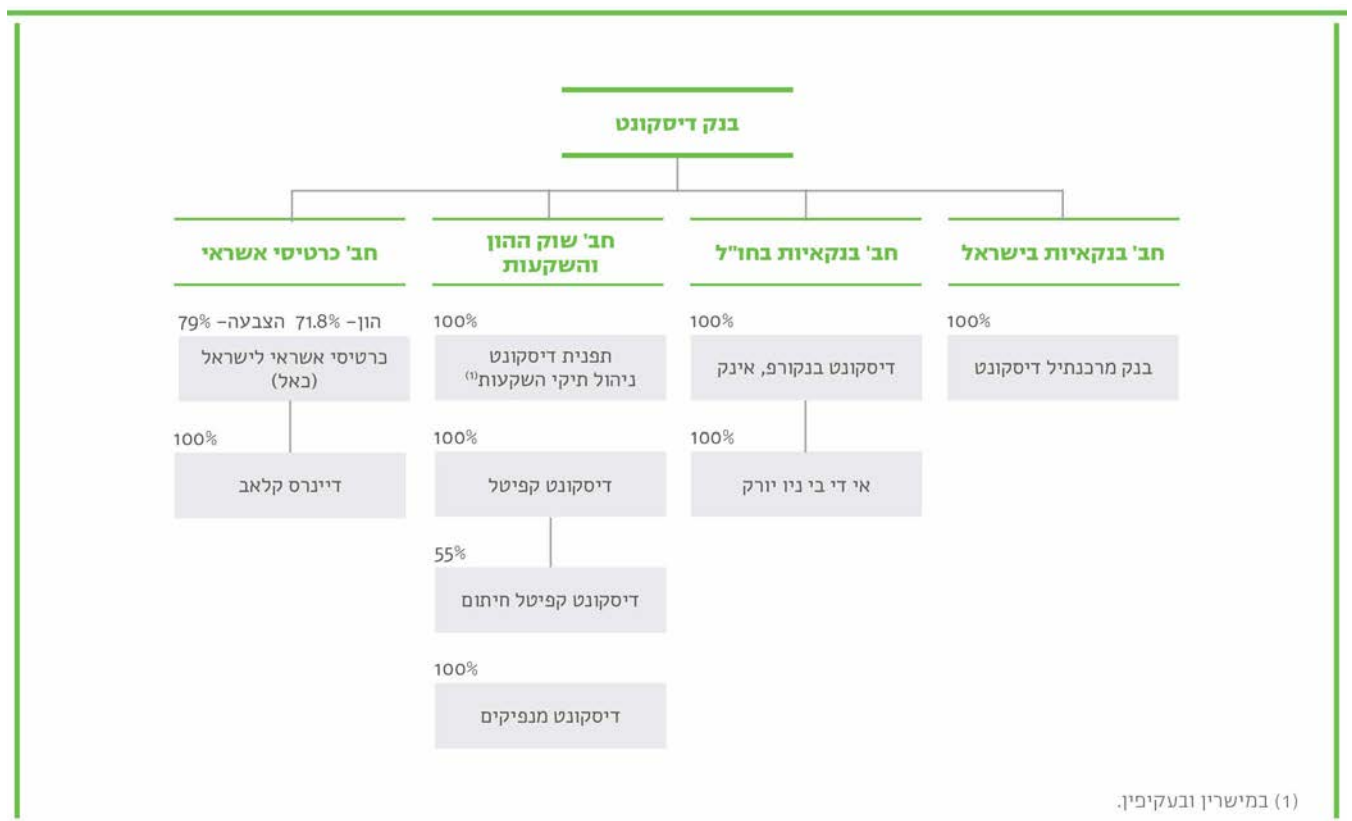 בנק דיסקונט
חב' בנקאיות בישראל
100%
בנק מרכנתיל דיסקונט
חב' בנקאיות בחו"ל
100%
דיסקונט בנקורפ, אינק
100%
אי די בי ניו יורק
חב' שוק ההון
והשקעות
100%
תפנית דיסקונט
ניהול תיקי השקעות(1)
100%
דיסקונט קפיטל
55%
דיסקונט קפיטל חיתום
100%
דיסקונט מנפיקים
חב' כרטיסי אשראי
הון- 71.8% הצבעה- 79%
כרטיסי אשראי לישראל
(כאל)
100%
דיינרס קלאב
(1) במישרין ובעקיפין.